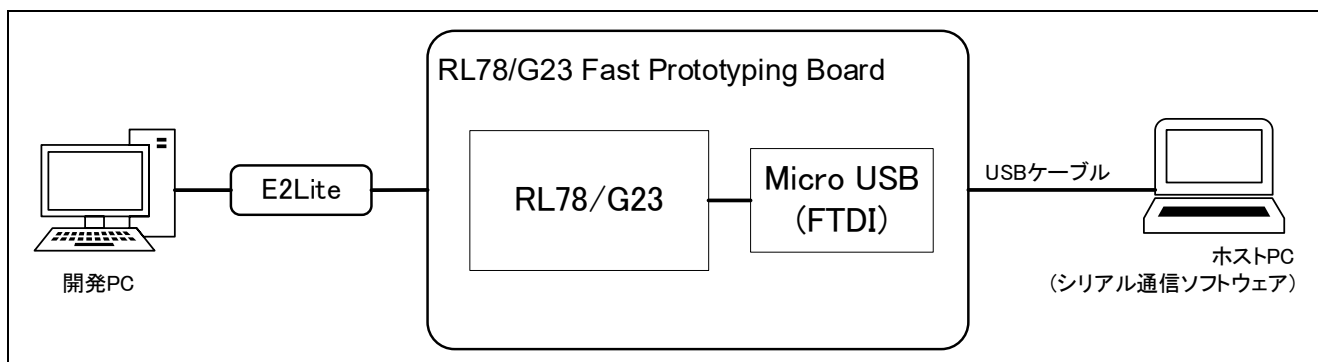 RL78/G23 Fast Prototyping Board
開発PC
E2Lite
RL78/G23
Micro USB
(FTDI)
USBケーブル
ホストPC
(シリアル通信ソフトウェア)